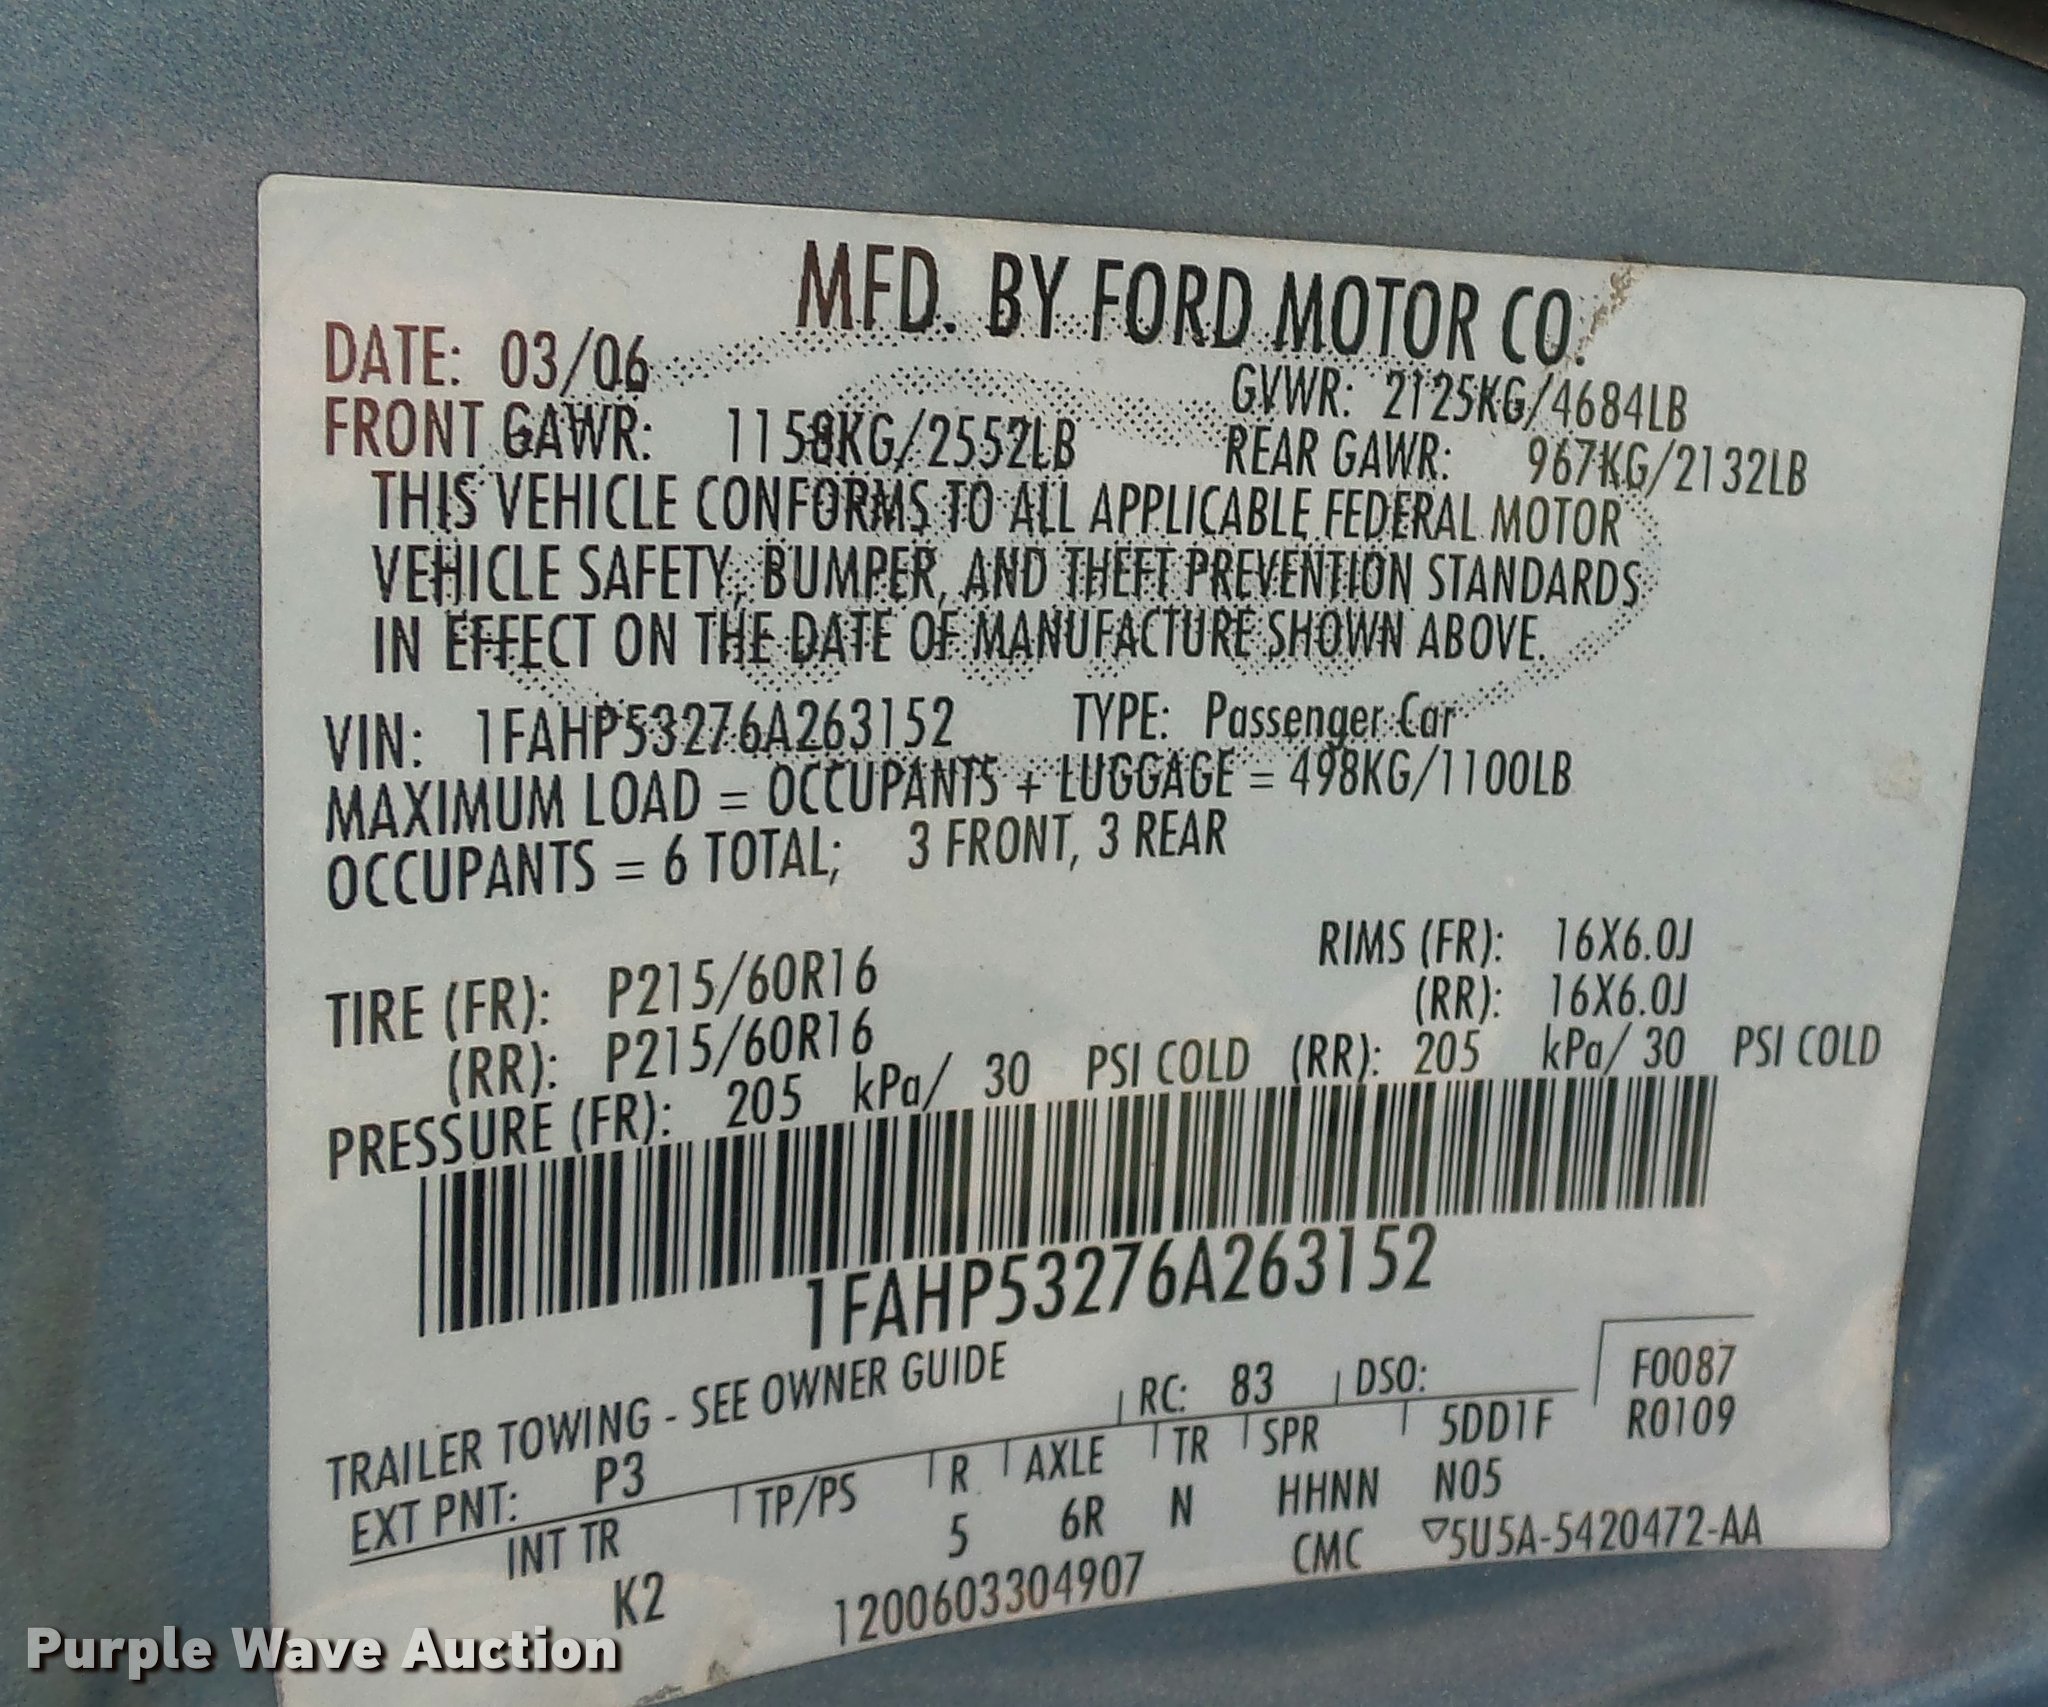 MFD. BY FORD MOTOR CO.
DATE: 03/06 GVWR: 2125KG/4684LB
FRONT GAWR: 1158KG/2552LB REAR GAWR: 967KG/2132LB
THIS VEHICLE CONFORMS TO ALL APPLICABLE FEDERAL MOTOR
VEHICLE SAFETY, BUMPER, AND THEFT PREVENTION STANDARDS
IN EFFECT ON THE DATE OF MANUFACTURE SHOWN ABOVE.
VIN: 1FAHP53276A263152 TYPE: Passenger Car
MAXIMUM LOAD = OCCUPANTS + LUGGAGE = 498KG/1100LB
OCCUPANTS = 6 TOTAL; 3 FRONT, 3 REAR
TIRE (FR): P215/60R16 RIMS (FR): 16X6.0J
(RR): P215/60R16 (RR): 16X6.0J
PRESSURE (FR): 205 kPa/ 30 PSI COLD (RR): 205 kPa/ 30 PSI COLD
1FAHP53276A263152
TRAILER TOWING - SEE OWNER GUIDE
EXT PNT: P3 RC: 83 DSO: F0087
INT TR TP/PS R AXLE TR SPR 5DD1F R0109
K2 5 6R N HHNN N05
1200603304907 CMC ▽5U5A-5420472-AA
Purple Wave Auction